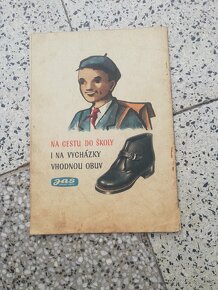 NA CESTU DO ŠKOLY
I NA VYCHÁZKY
VHODNOU OBUV
jas